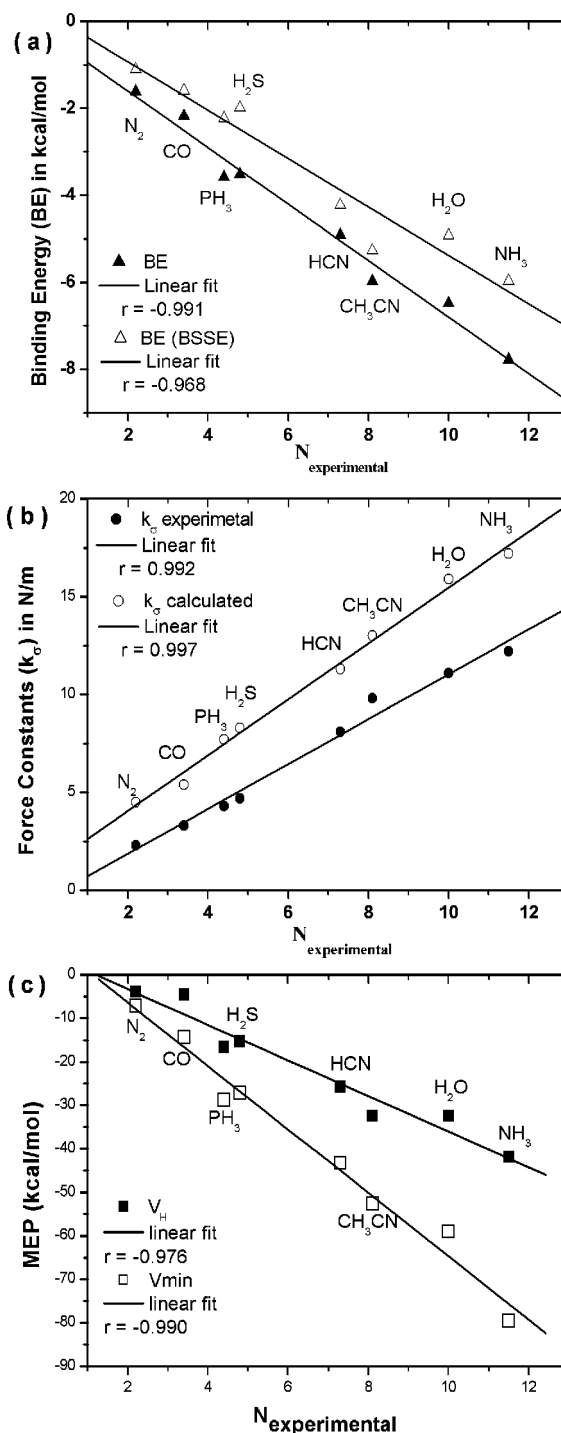 ( a )
0
-2
-4
-6
-8
Binding Energy (BE) in kcal/mol
H₂S
N₂
CO
PH₃
H₂O
HCN
NH₃
CH₃CN
BE
Linear fit
r = -0.991
BE (BSSE)
Linear fit
r = -0.968
2 4 6 8 10 12
N experimental
( b )
20
15
10
5
0
Force Constants (kσ) in N/m
kσ experimetal
Linear fit
r = 0.992
kσ calculated
Linear fit
r = 0.997
NH₃
H₂O
CH₃CN
HCN
H₂S
PH₃
CO
N₂
2 4 6 8 10 12
N experimental
( c )
0
-10
-20
-30
-40
-50
-60
-70
-80
-90
MEP (kcal/mol)
N₂
H₂S
CO
HCN
H₂O
PH₃
NH₃
CH₃CN
V_H
linear fit
r = -0.976
Vmin
linear fit
r = -0.990
2 4 6 8 10 12
N experimental